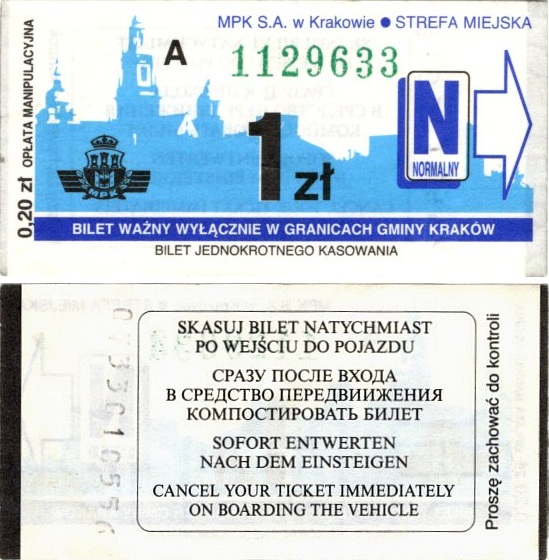 MPK S.A. w Krakowie ● STREFA MIEJSKA
A
1129633
0,20 zł OPŁATA MANIPULACYJNA
1 zł
N
NORMALNY
BILET WAŻNY WYŁĄCZNIE W GRANICACH GMINY KRAKÓW
BILET JEDNOKROTNEGO KASOWANIA
SKASUJ BILET NATYCHMIAST
PO WEJŚCIU DO POJAZDU
СРАЗУ ПОСЛЕ ВХОДА
В СРЕДСТВО ПЕРЕДВИИЖЕНИЯ
КОМПОСТИРОВАТЬ БИЛЕТ
SOFORT ENTWERTEN
NACH DEM EINSTEIGEN
CANCEL YOUR TICKET IMMEDIATELY
ON BOARDING THE VEHICLE
Proszę zachować do kontroli